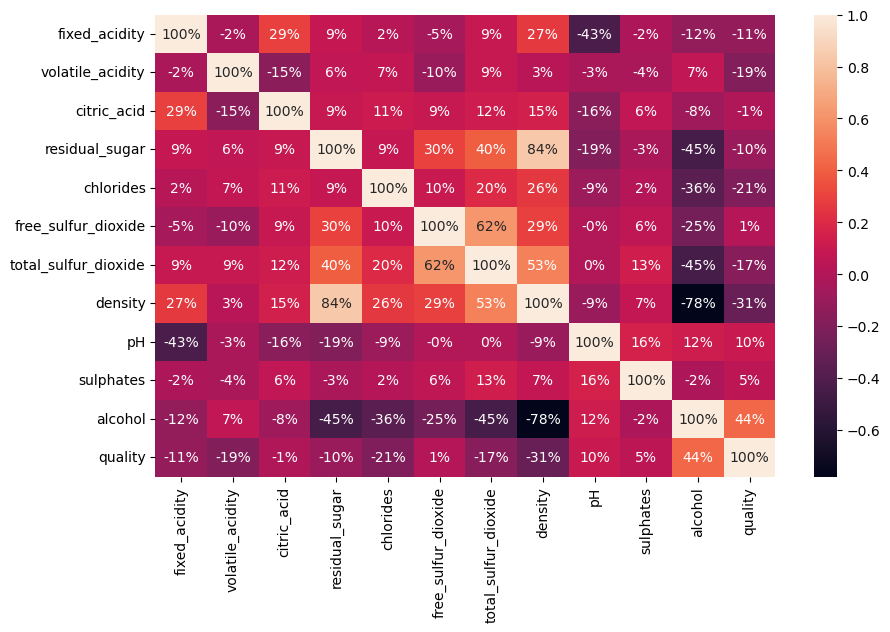 fixed_acidity 100% -2% 29% 9% 2% -5% 9% 27% -43% -2% -12% -11%
volatile_acidity -2% 100% -15% 6% 7% -10% 9% 3% -3% -4% 7% -19%
citric_acid 29% -15% 100% 9% 11% 9% 12% 15% -16% 6% -8% -1%
residual_sugar 9% 6% 9% 100% 9% 30% 40% 84% -19% -3% -45% -10%
chlorides 2% 7% 11% 9% 100% 10% 20% 26% -9% 2% -36% -21%
free_sulfur_dioxide -5% -10% 9% 30% 10% 100% 62% 29% -0% 6% -25% 1%
total_sulfur_dioxide 9% 9% 12% 40% 20% 62% 100% 53% 0% 13% -45% -17%
density 27% 3% 15% 84% 26% 29% 53% 100% -9% 7% -78% -31%
pH -43% -3% -16% -19% -9% -0% 0% -9% 100% 16% 12% 10%
sulphates -2% -4% 6% -3% 2% 6% 13% 7% 16% 100% -2% 5%
alcohol -12% 7% -8% -45% -36% -25% -45% -78% 12% -2% 100% 44%
quality -11% -19% -1% -10% -21% 1% -17% -31% 10% 5% 44% 100%
fixed_acidity
volatile_acidity
citric_acid
residual_sugar
chlorides
free_sulfur_dioxide
total_sulfur_dioxide
density
pH
sulphates
alcohol
quality
1.0
0.8
0.6
0.4
0.2
0.0
−0.2
−0.4
−0.6